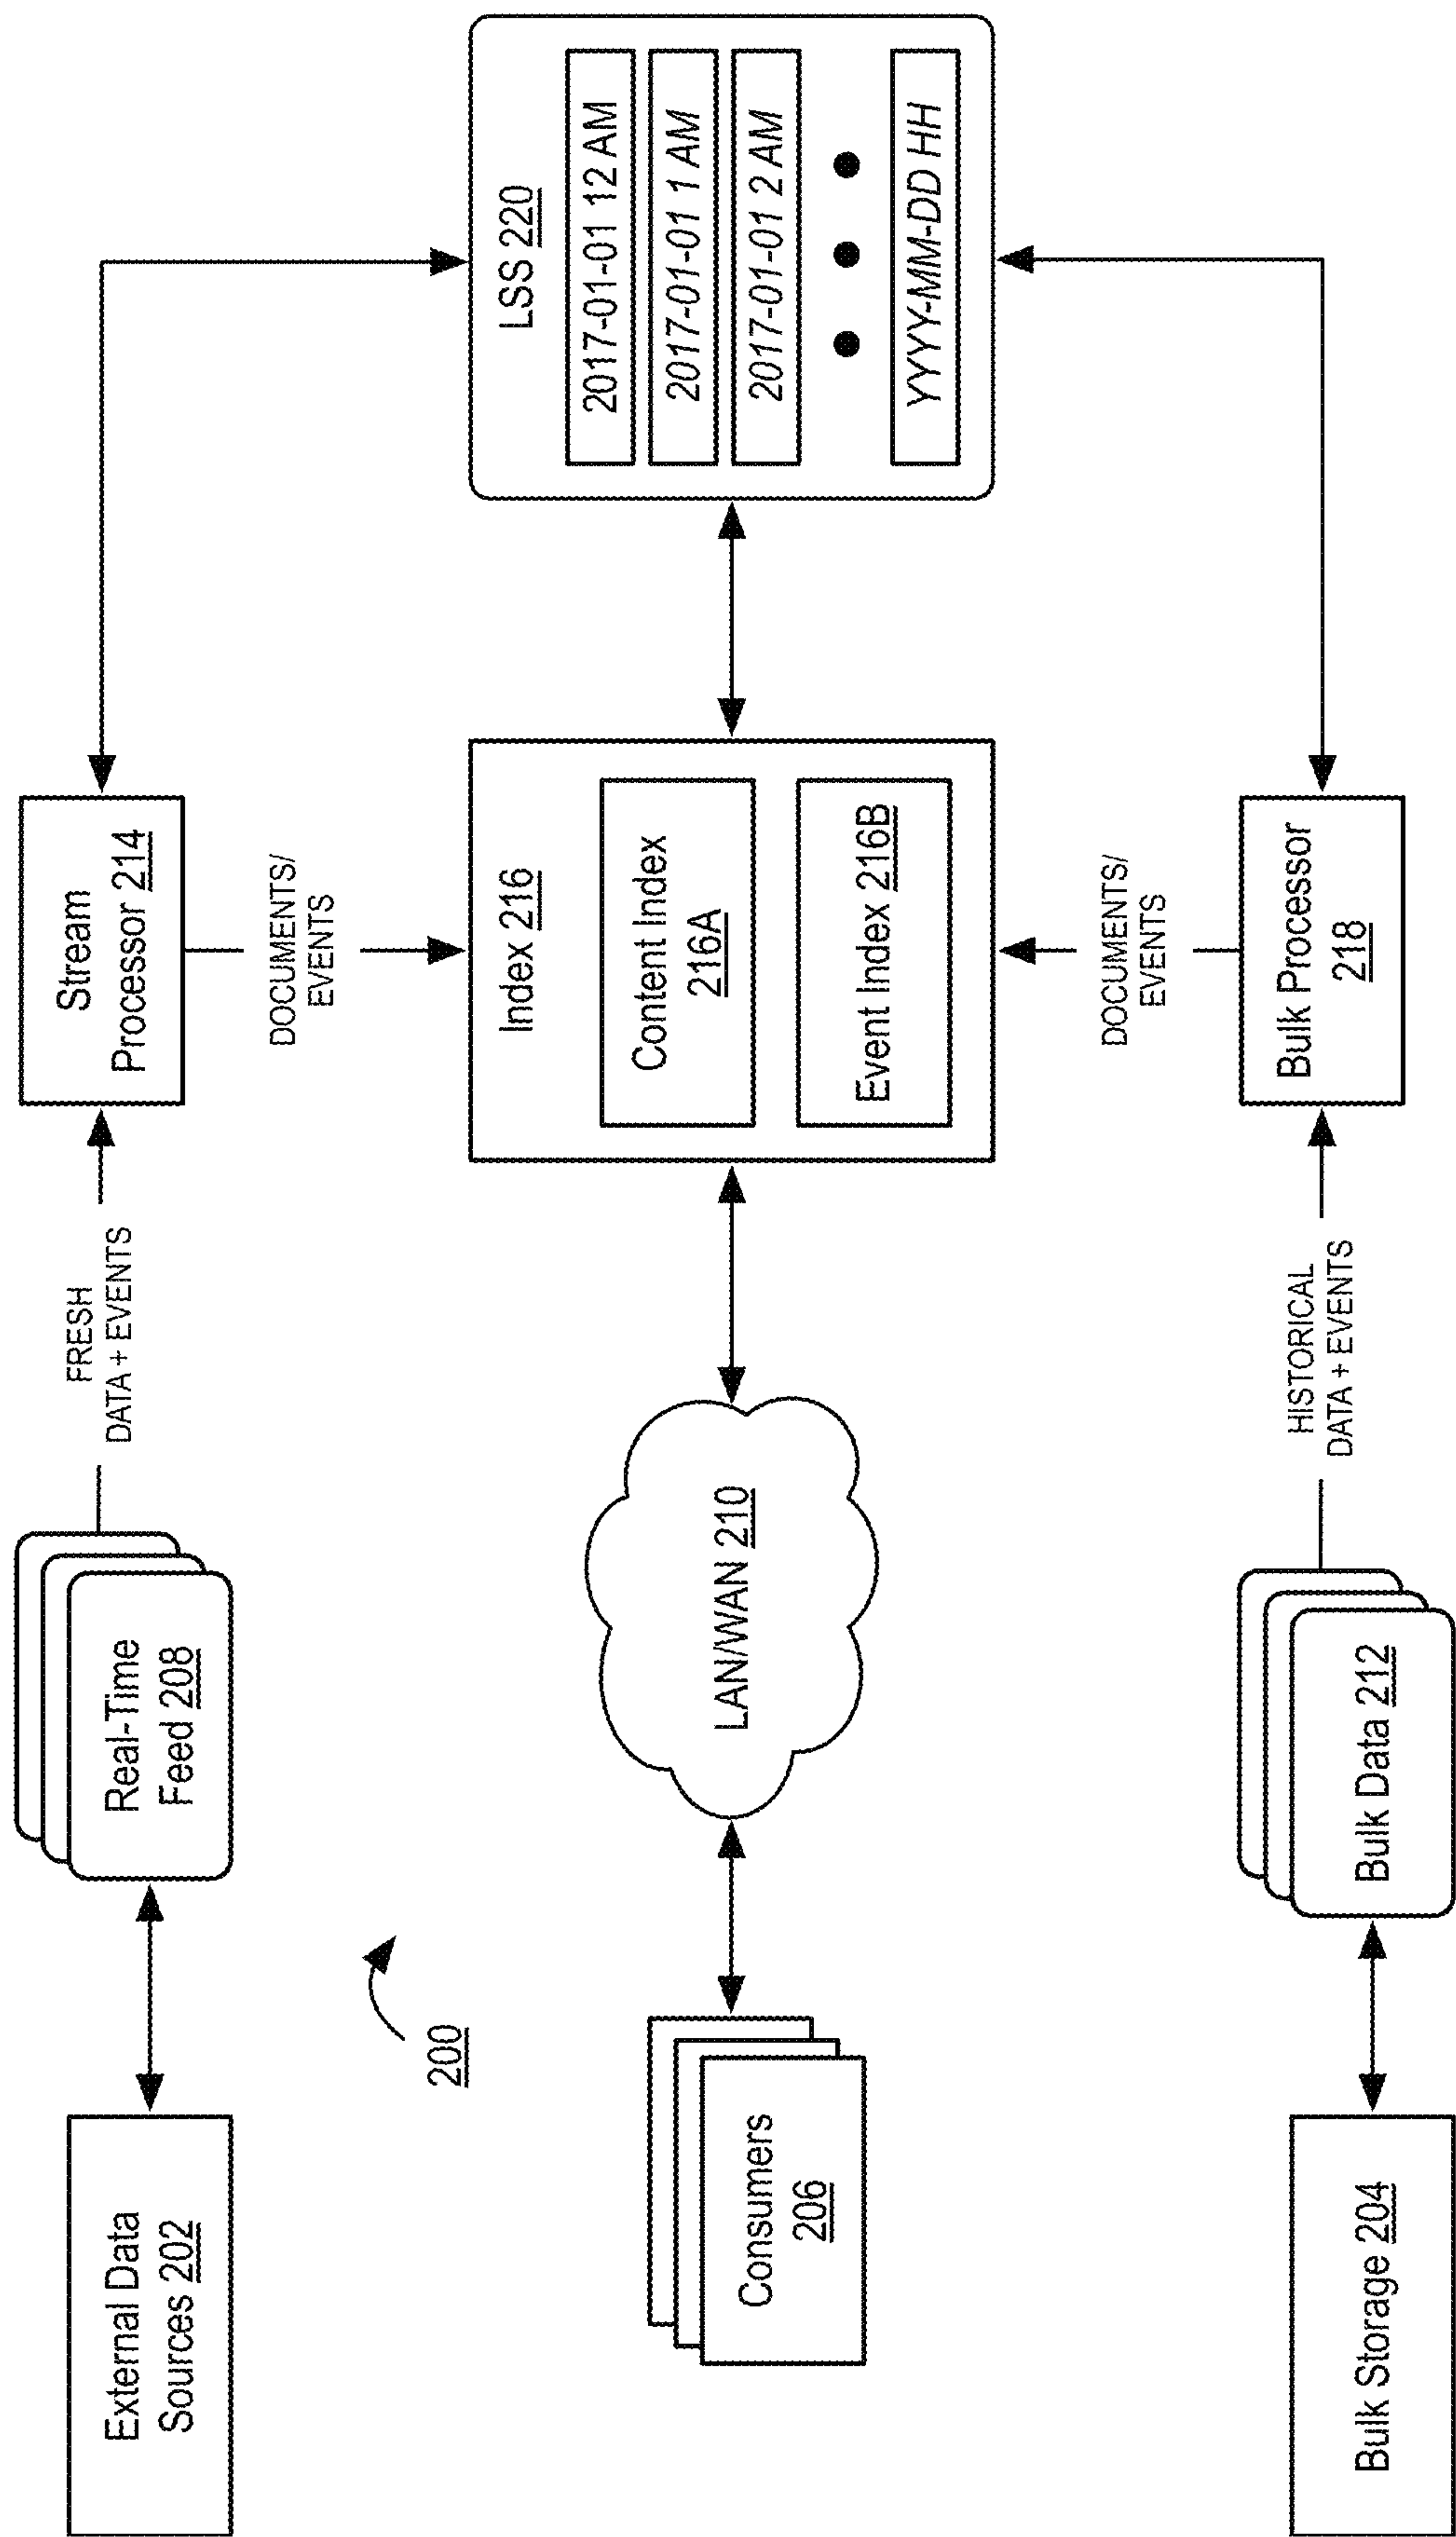 External Data
Sources 202
Real-Time
Feed 208
FRESH
DATA + EVENTS
Stream
Processor 214
DOCUMENTS/
EVENTS
200
Consumers
206
LAN/WAN 210
Index 216
Content Index
216A
Event Index 216B
LSS 220
2017-01-01 12 AM
2017-01-01 1 AM
2017-01-01 2 AM
YYYY-MM-DD HH
DOCUMENTS/
EVENTS
Bulk Storage 204
Bulk Data 212
HISTORICAL
DATA + EVENTS
Bulk Processor
218